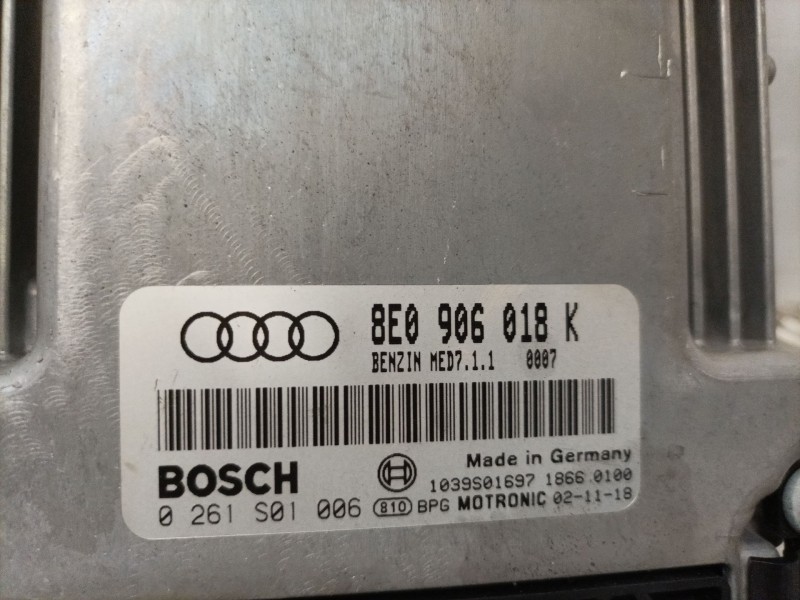 8E0 906 018 K
BENZIN MED7.1.1 0007
Made in Germany
BOSCH
1039S01697 1866 0100
0 261 S01 006 810 BPG MOTRONIC 02-11-18